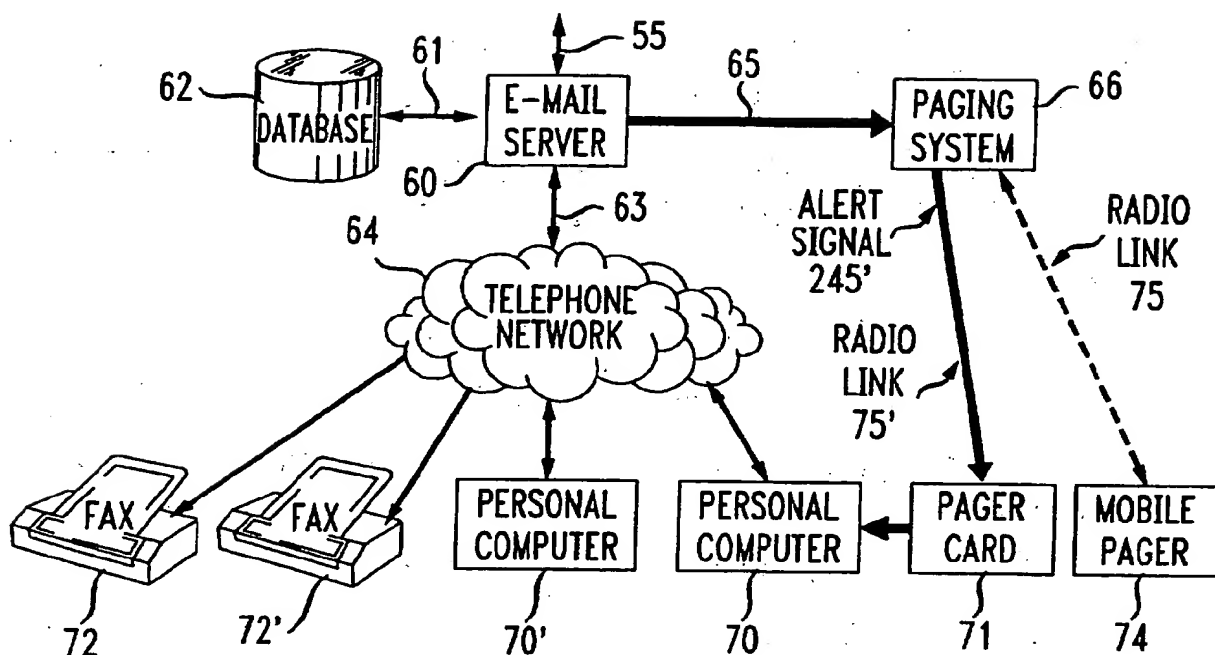 55
61
62
DATABASE
E-MAIL
SERVER
60
65
66
PAGING
SYSTEM
63
64
TELEPHONE
NETWORK
ALERT
SIGNAL
245'
RADIO
LINK
75
RADIO
LINK
75'
FAX
FAX
PERSONAL
COMPUTER
PERSONAL
COMPUTER
PAGER
CARD
MOBILE
PAGER
72
72'
70'
70
71
74